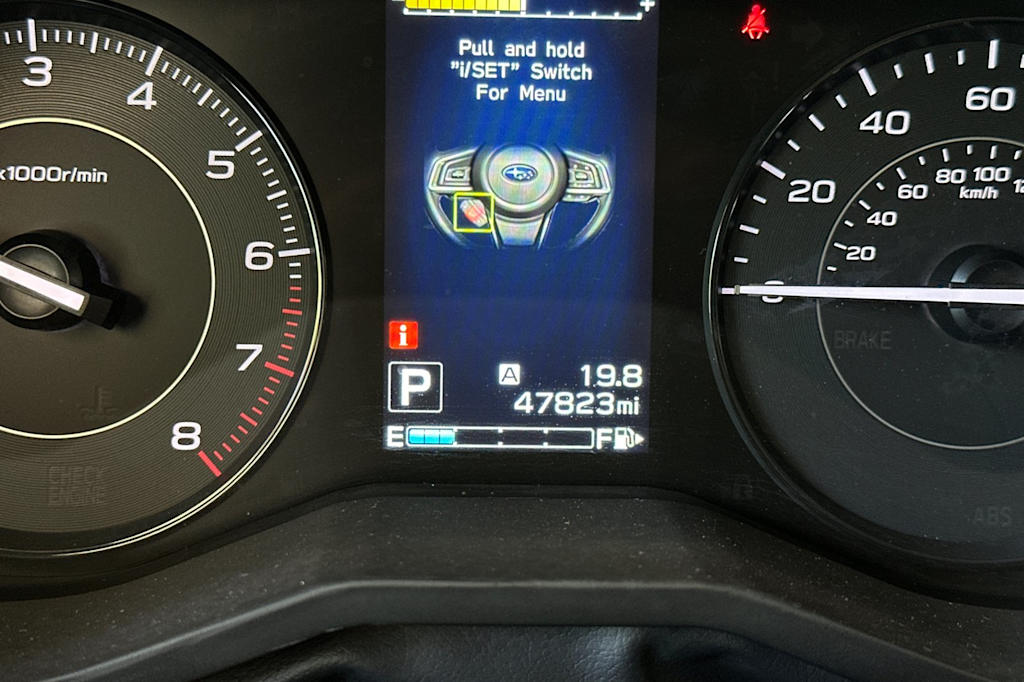 - +
Pull and hold
"i/SET" Switch
For Menu
3
4
5
6
7
8
x1000r/min
CHECK
ENGINE
i
P
A 19.8
47823mi
E F
0
20
40
60
20
40
60
80
100
km/h
BRAKE
ABS